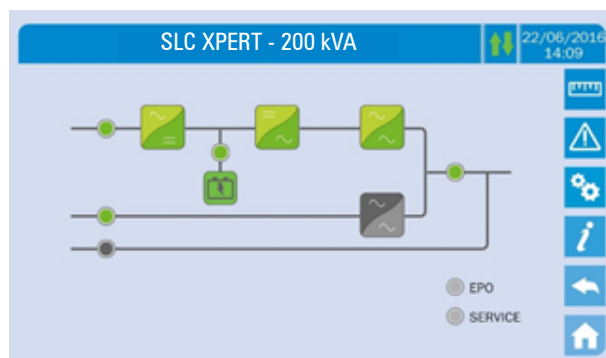 SLC XPERT - 200 kVA
22/06/2016
14:09
EPO
SERVICE